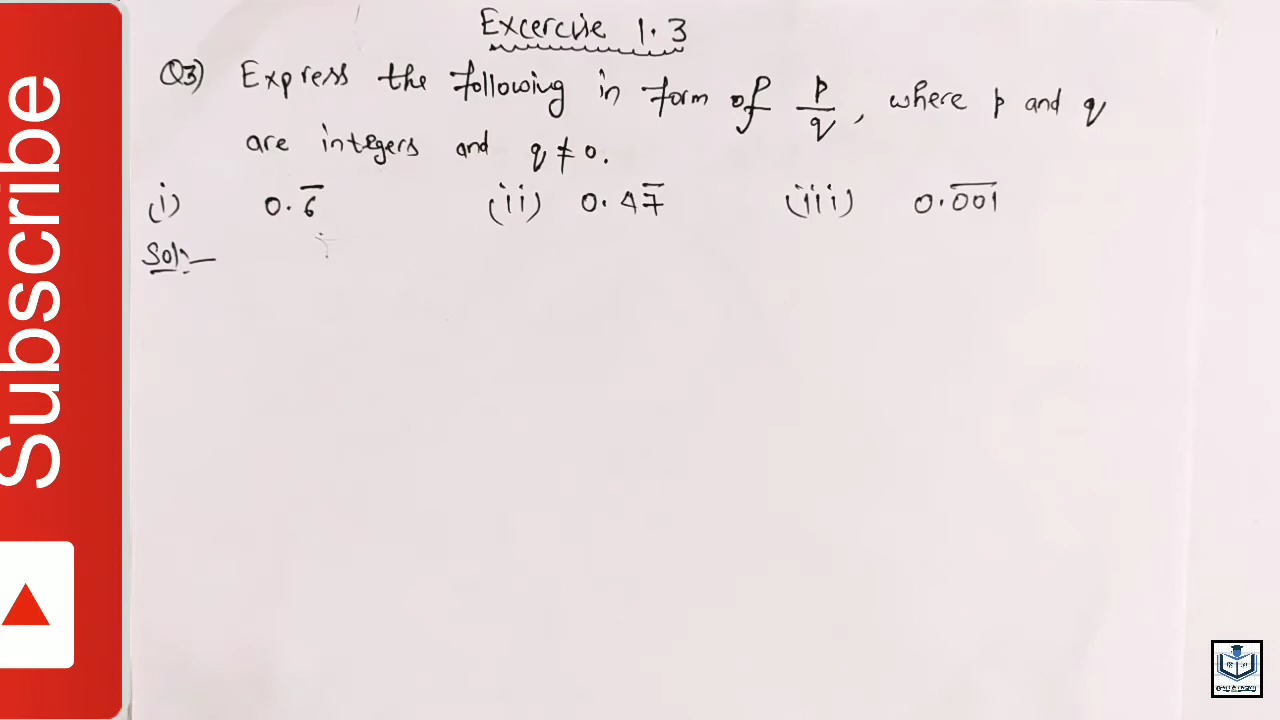 Excercise 1.3
Q3) Express the following in form of p/q, where p and q
are integers and q ≠ 0.
(i) 0.6̅ (ii) 0.47̅ (iii) 0.0̅0̅1̅
Sol:-
Subscribe